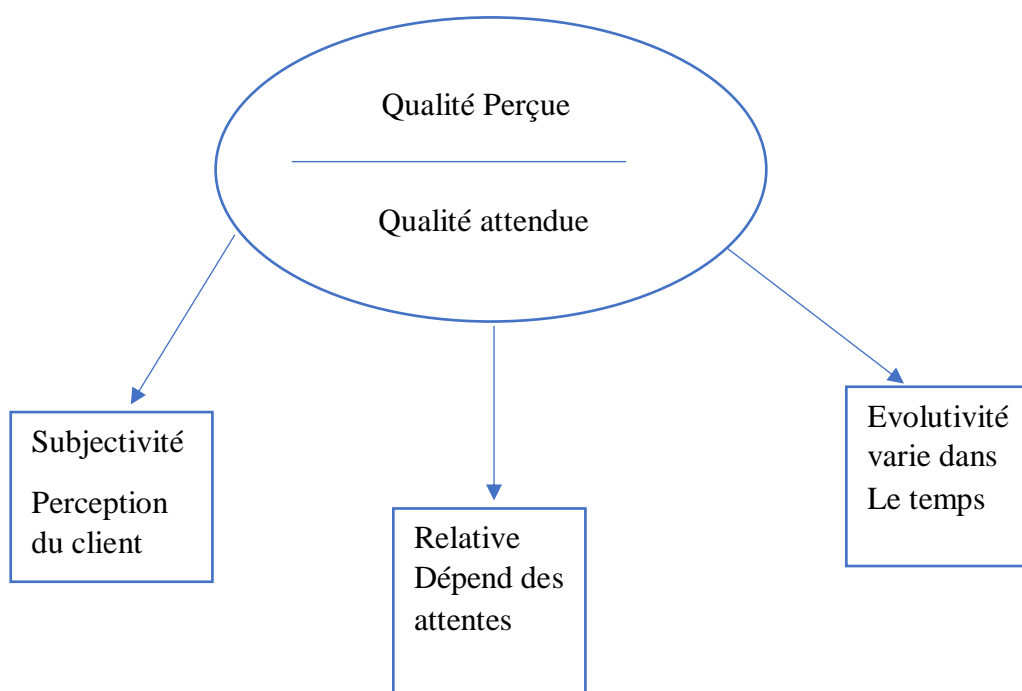 Qualité Perçue
Qualité attendue
Subjectivité
Perception
du client
Relative
Dépend des
attentes
Evolutivité
varie dans
Le temps